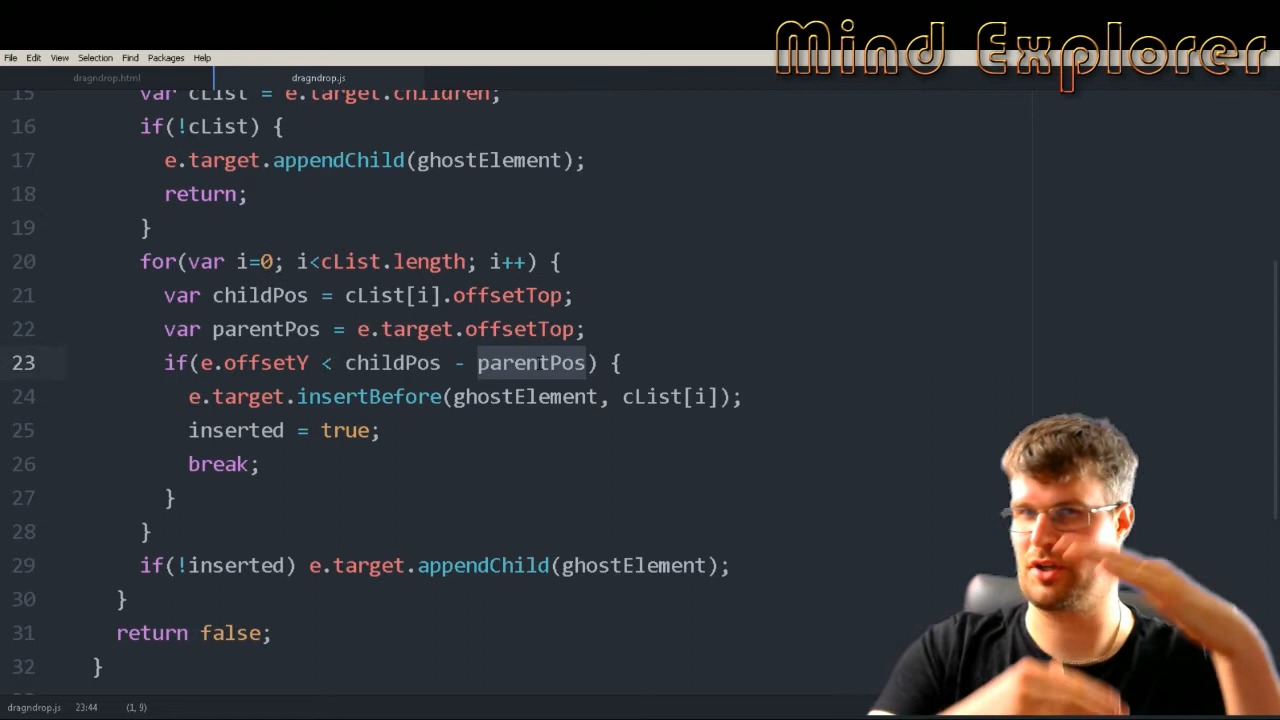 Mind Explorer
File Edit View Selection Find Packages Help
dragndrop.html dragndrop.js
15 var cList = e.target.children;
16 if(!cList) {
17 e.target.appendChild(ghostElement);
18 return;
19 }
20 for(var i=0; i<cList.length; i++) {
21 var childPos = cList[i].offsetTop;
22 var parentPos = e.target.offsetTop;
23 if(e.offsetY < childPos - parentPos) {
24 e.target.insertBefore(ghostElement, cList[i]);
25 inserted = true;
26 break;
27 }
28 }
29 if(!inserted) e.target.appendChild(ghostElement);
30 }
31 return false;
32 }
dragndrop.js 23:44 (1, 9)